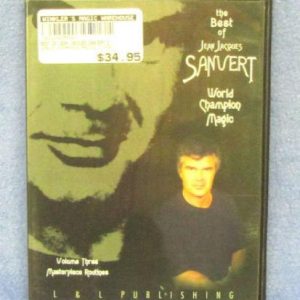 WINKLER'S MAGIC WAREHOUSE
$34.95
the
Best
of
JEAN JACQUES
SANVERT
World
Champion
Magic
Volume Three
Masterpiece Routines
L & L PUBLISHING